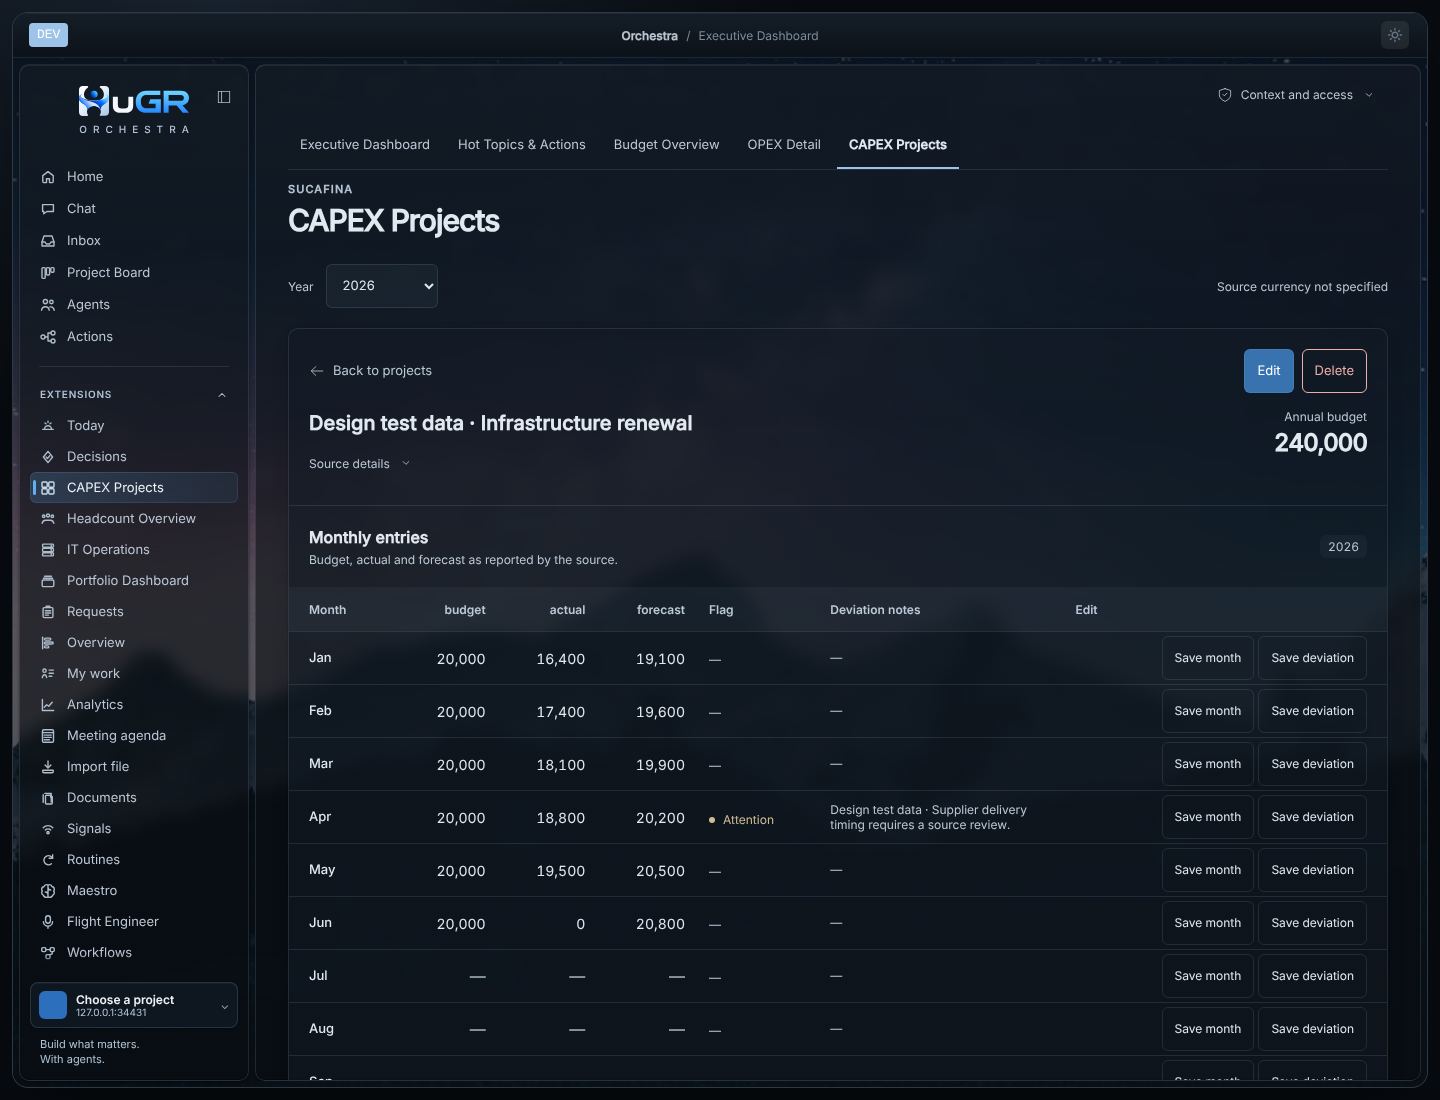 DEV
Orchestra / Executive Dashboard
HuGR
ORCHESTRA
Home
Chat
Inbox
Project Board
Agents
Actions
EXTENSIONS
Today
Decisions
CAPEX Projects
Headcount Overview
IT Operations
Portfolio Dashboard
Requests
Overview
My work
Analytics
Meeting agenda
Import file
Documents
Signals
Routines
Maestro
Flight Engineer
Workflows
Choose a project
127.0.0.1:34431
Build what matters.
With agents.
Context and access
Executive Dashboard Hot Topics & Actions Budget Overview OPEX Detail CAPEX Projects
SUCAFINA
CAPEX Projects
Year 2026 Source currency not specified
Back to projects Edit Delete
Design test data · Infrastructure renewal
Annual budget
240,000
Source details
Monthly entries
Budget, actual and forecast as reported by the source.
2026
Month budget actual forecast Flag Deviation notes Edit
Jan 20,000 16,400 19,100 — — Save month Save deviation
Feb 20,000 17,400 19,600 — — Save month Save deviation
Mar 20,000 18,100 19,900 — — Save month Save deviation
Apr 20,000 18,800 20,200 Attention Design test data · Supplier delivery
timing requires a source review. Save month Save deviation
May 20,000 19,500 20,500 — — Save month Save deviation
Jun 20,000 0 20,800 — — Save month Save deviation
Jul — — — — — Save month Save deviation
Aug — — — — — Save month Save deviation